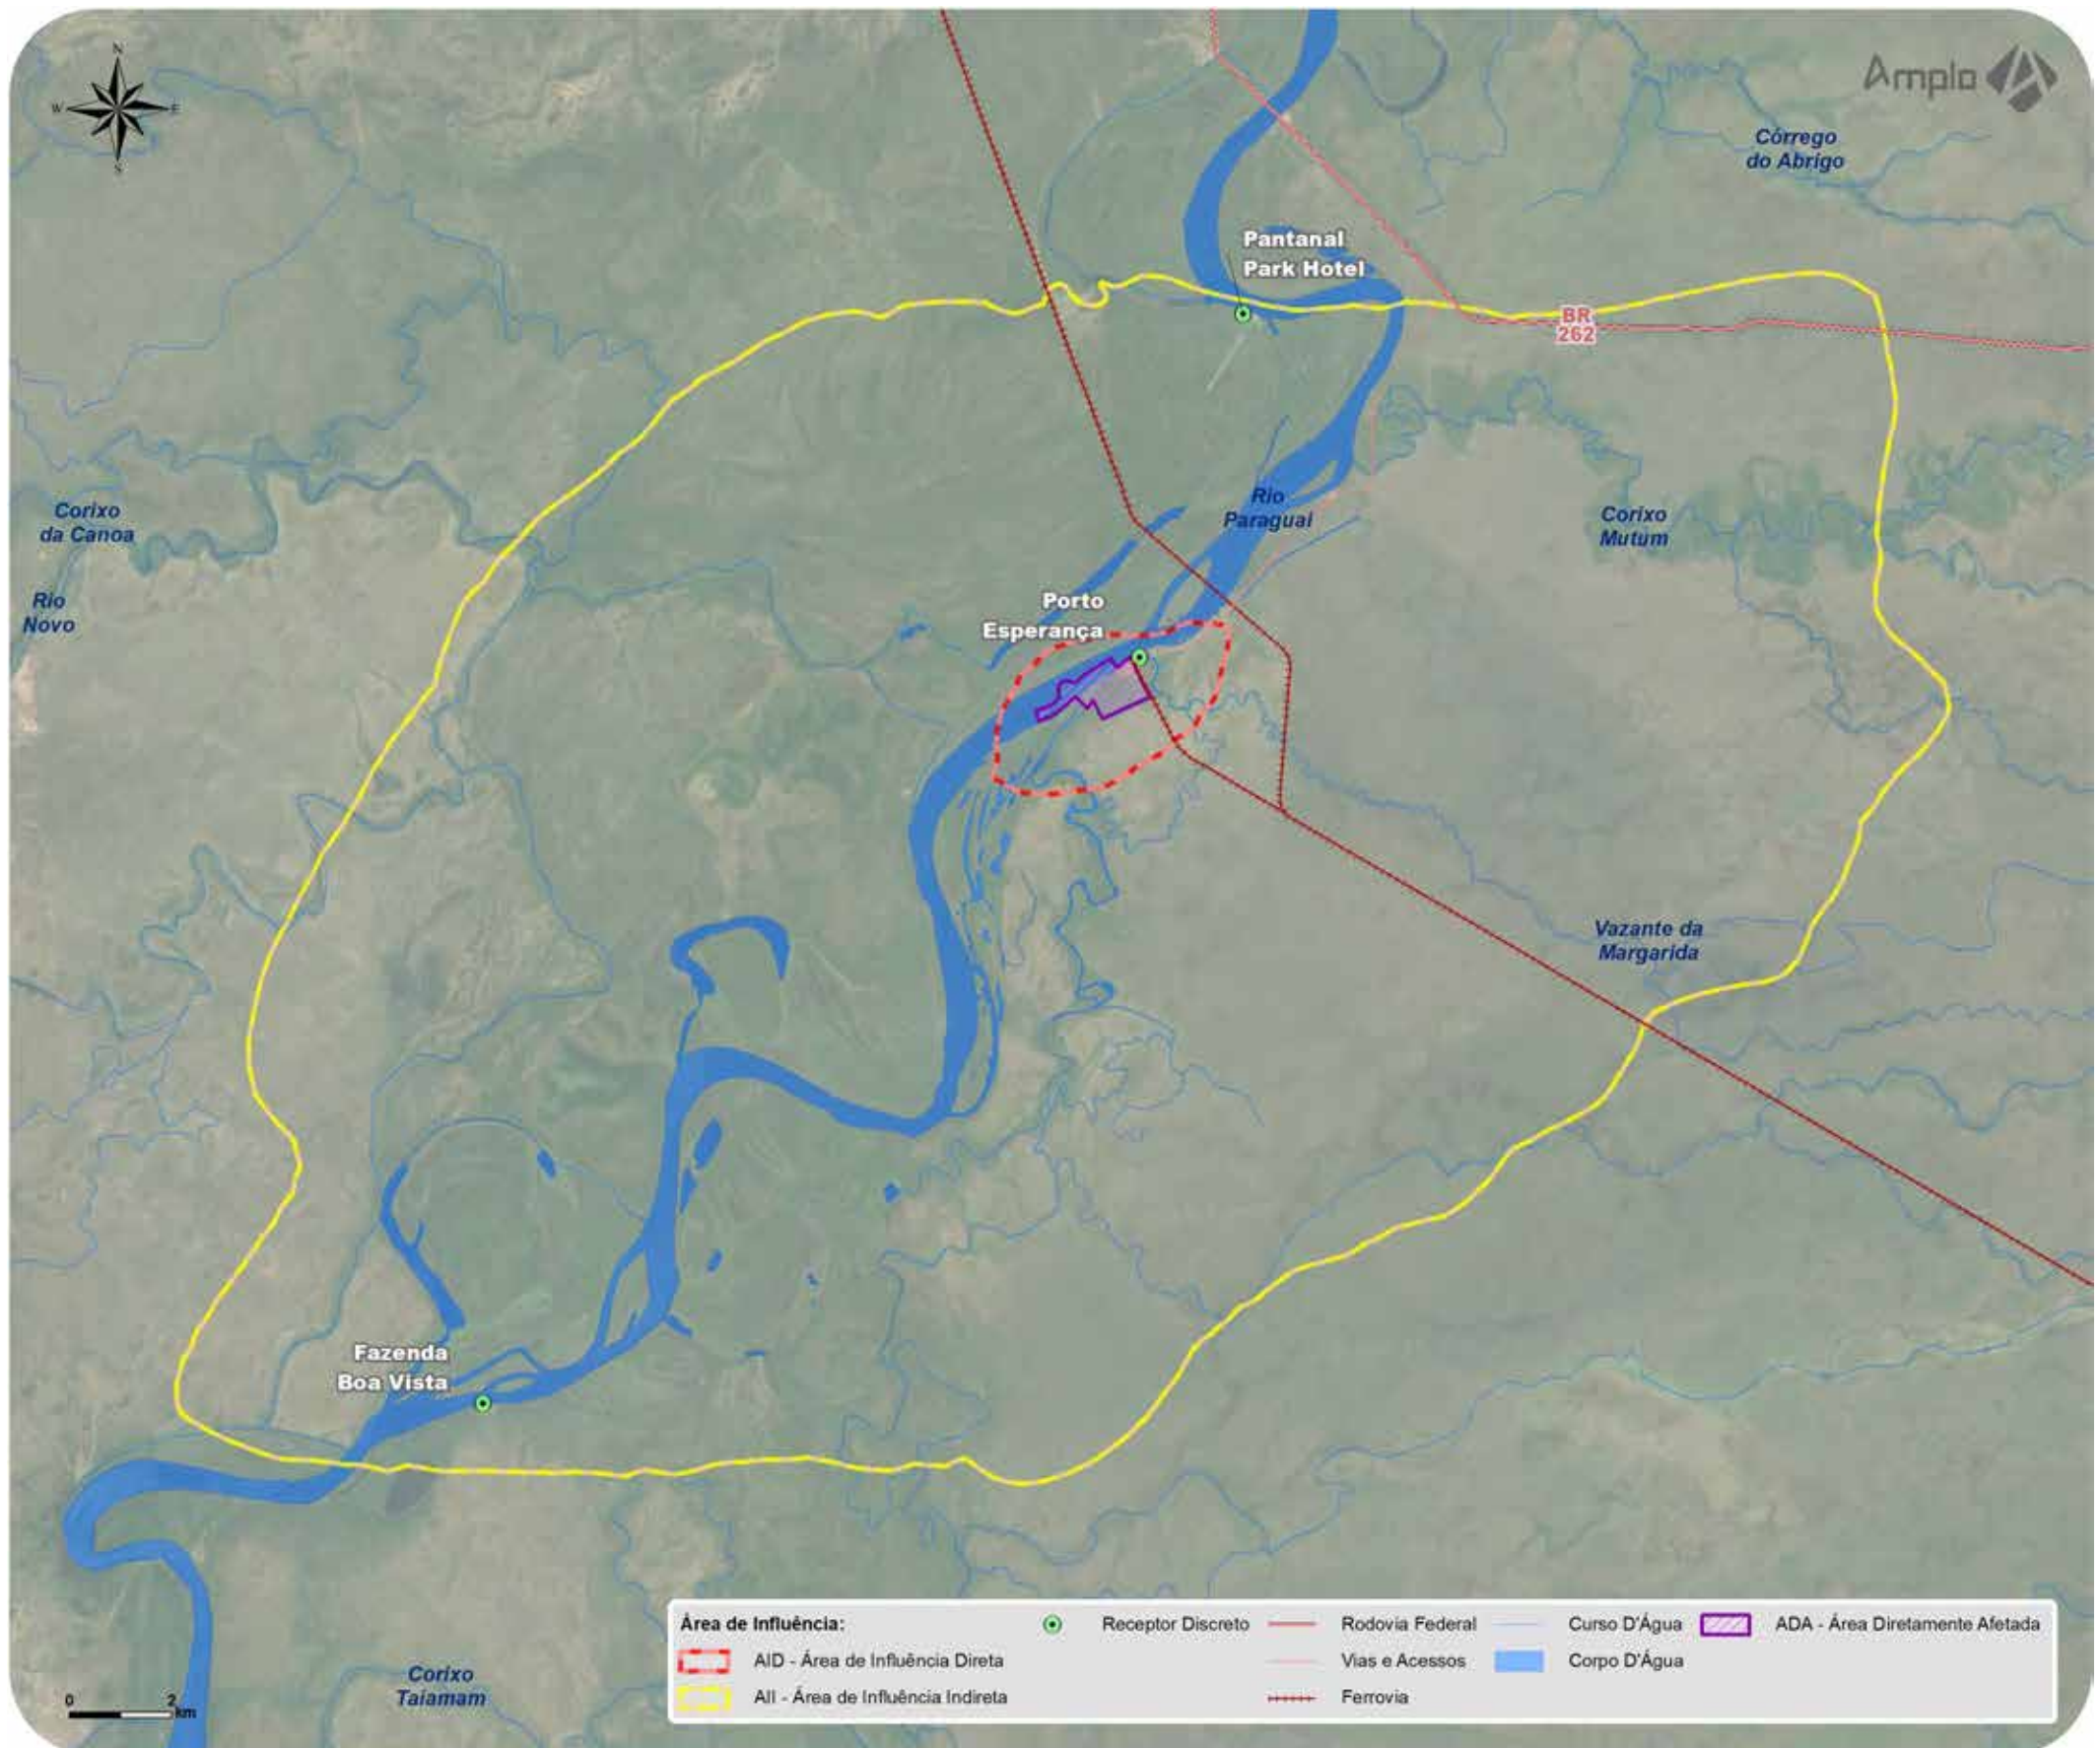 N
W
E
S
Amplo
Córrego
do Abrigo
Pantanal
Park Hotel
BR
262
Rio
Paraguai
Corixo
da Canoa
Corixo
Mutum
Rio
Novo
Porto
Esperança
Vazante da
Margarida
Fazenda
Boa Vista
Corixo
Taiamam
0 2
km
Área de Influência:
AID - Área de Influência Direta
AII - Área de Influência Indireta
Receptor Discreto
Rodovia Federal
Vias e Acessos
Ferrovia
Curso D'Água
Corpo D'Água
ADA - Área Diretamente Afetada